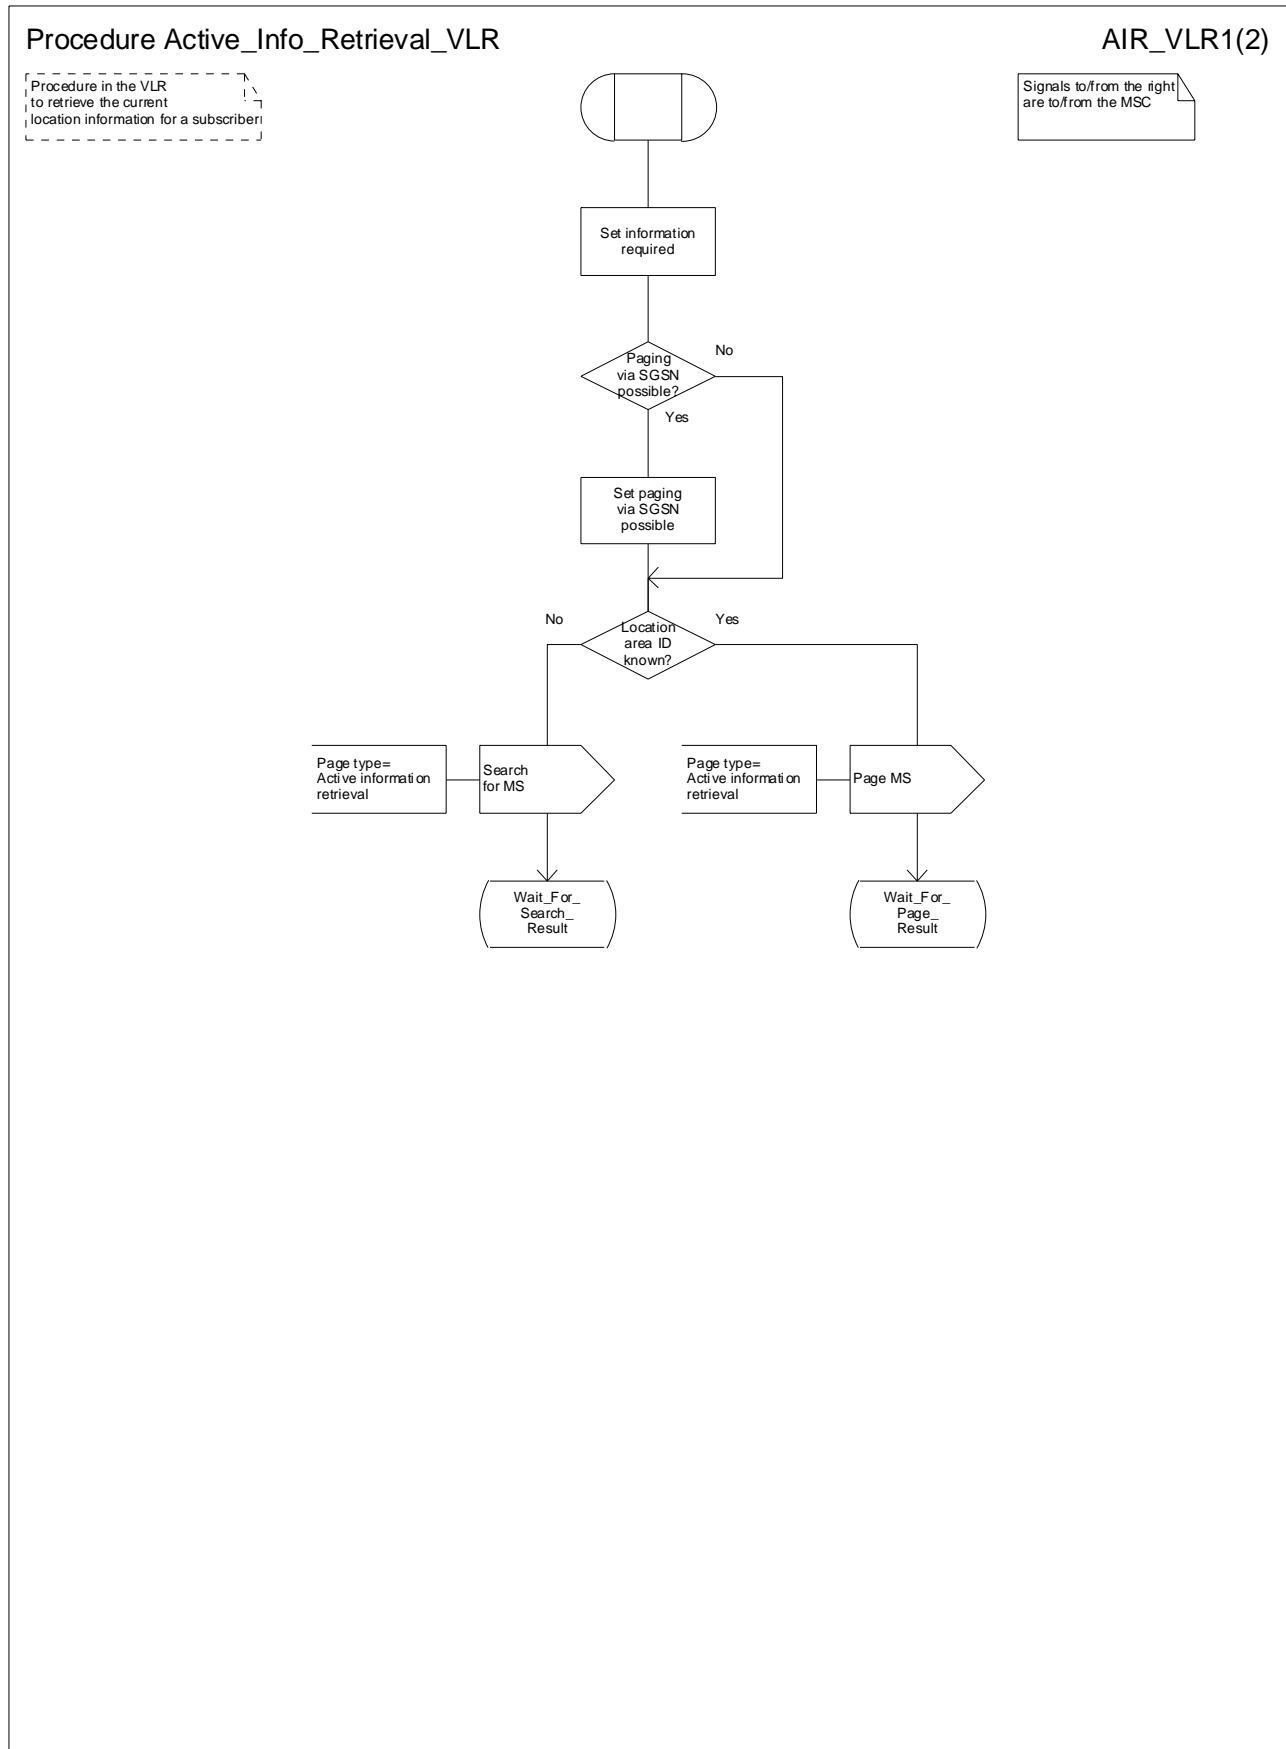 Procedure Active_Info_Retrieval_VLR
AIR_VLR1(2)
Procedure in the VLR
to retrieve the current
location information for a subscriber
Signals to/from the right
are to/from the MSC
Set information
required
Paging
via SGSN
possible?
No
Yes
Set paging
via SGSN
possible
No
Location
area ID
known?
Yes
Page type=
Active information
retrieval
Search
for MS
Page type=
Active information
retrieval
Page MS
Wait_For_
Search_
Result
Wait_For_
Page_
Result